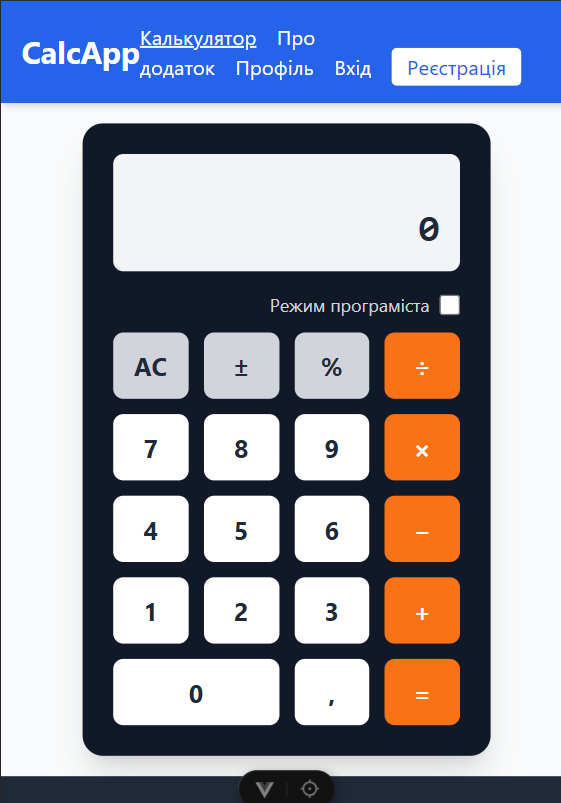 CalcApp
Калькулятор Про
додаток Профіль Вхід Реєстрація
0
Режим програміста
AC ± % ÷
7 8 9 ×
4 5 6 −
1 2 3 +
0 , =